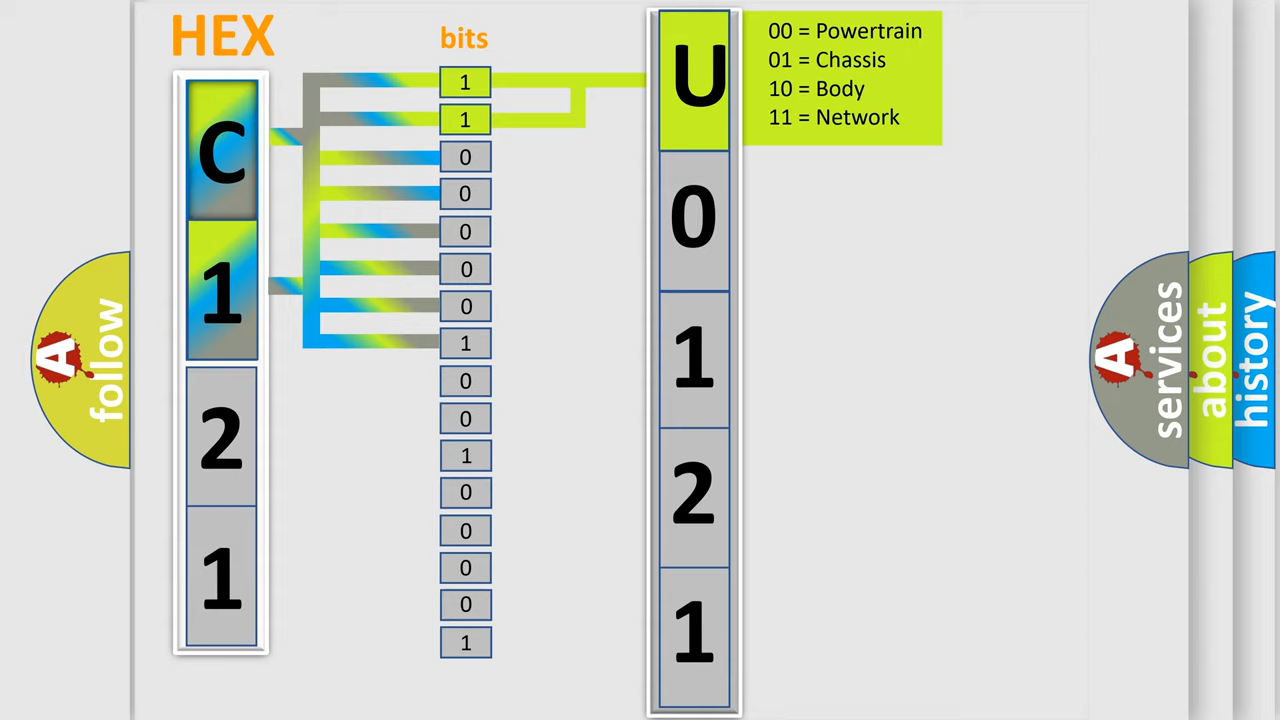 HEX
bits
C
1
2
1
1
1
0
0
0
0
0
1
0
0
1
0
0
0
0
1
U
0
1
2
1
00 = Powertrain
01 = Chassis
10 = Body
11 = Network
A
follow
A
services
about
history